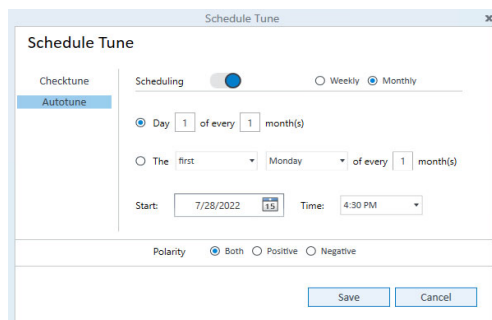 Schedule Tune
Schedule Tune
Checktune
Autotune
Scheduling Weekly Monthly
Day 1 of every 1 month(s)
The first Monday of every 1 month(s)
Start: 7/28/2022 15 Time: 4:30 PM
Polarity Both Positive Negative
Save Cancel